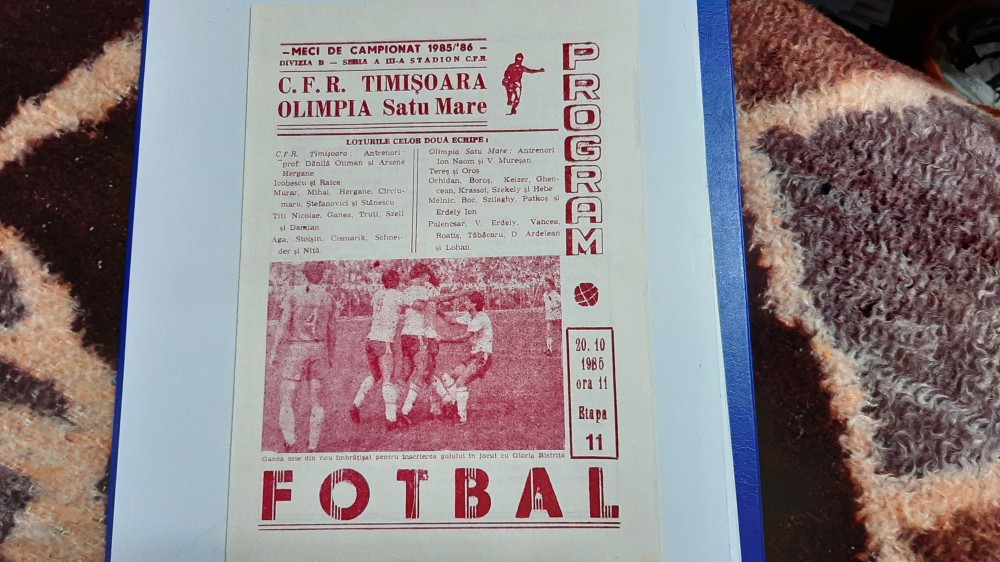 - MECI DE CAMPIONAT 1985/'86 -
DIVIZIA B - SERIA A III-A STADION C.F.R.
C.F.R. TIMIȘOARA
OLIMPIA Satu Mare
PROGRAM
LOTURILE CELOR DOUĂ ECHIPE :
C.F.R. Timișoara : Antrenori :
prof. Dănilă Otiman și Arsene
Hergane
Icobescu și Raica
Murar, Mihai, Hergane, Cîrciu-
maru, Ștefanovici și Stănescu
Titi Nicolae, Ganea, Truți, Szell
și Damian
Aga, Stoișin, Cismarik, Schnei-
der și Niță.
Olimpia Satu Mare : Antrenori :
Ion Naom și V. Mureșan.
Tereș și Oros
Ochidan, Boroș, Keizer, Ghen-
cean, Krassoi, Szekely și Hebe
Melnic, Boc, Szilaghy, Patkoș și
Erdely Ion
Palencsar, V. Erdely, Vancea,
Roatiș, Tăbăcaru, D. Ardelean
și Lohan.
20. 10
1985
ora 11
Etapa
11
Ganea este din nou îmbrățișat pentru înscrierea golului în jocul cu Gloria Bistrița
FOTBAL